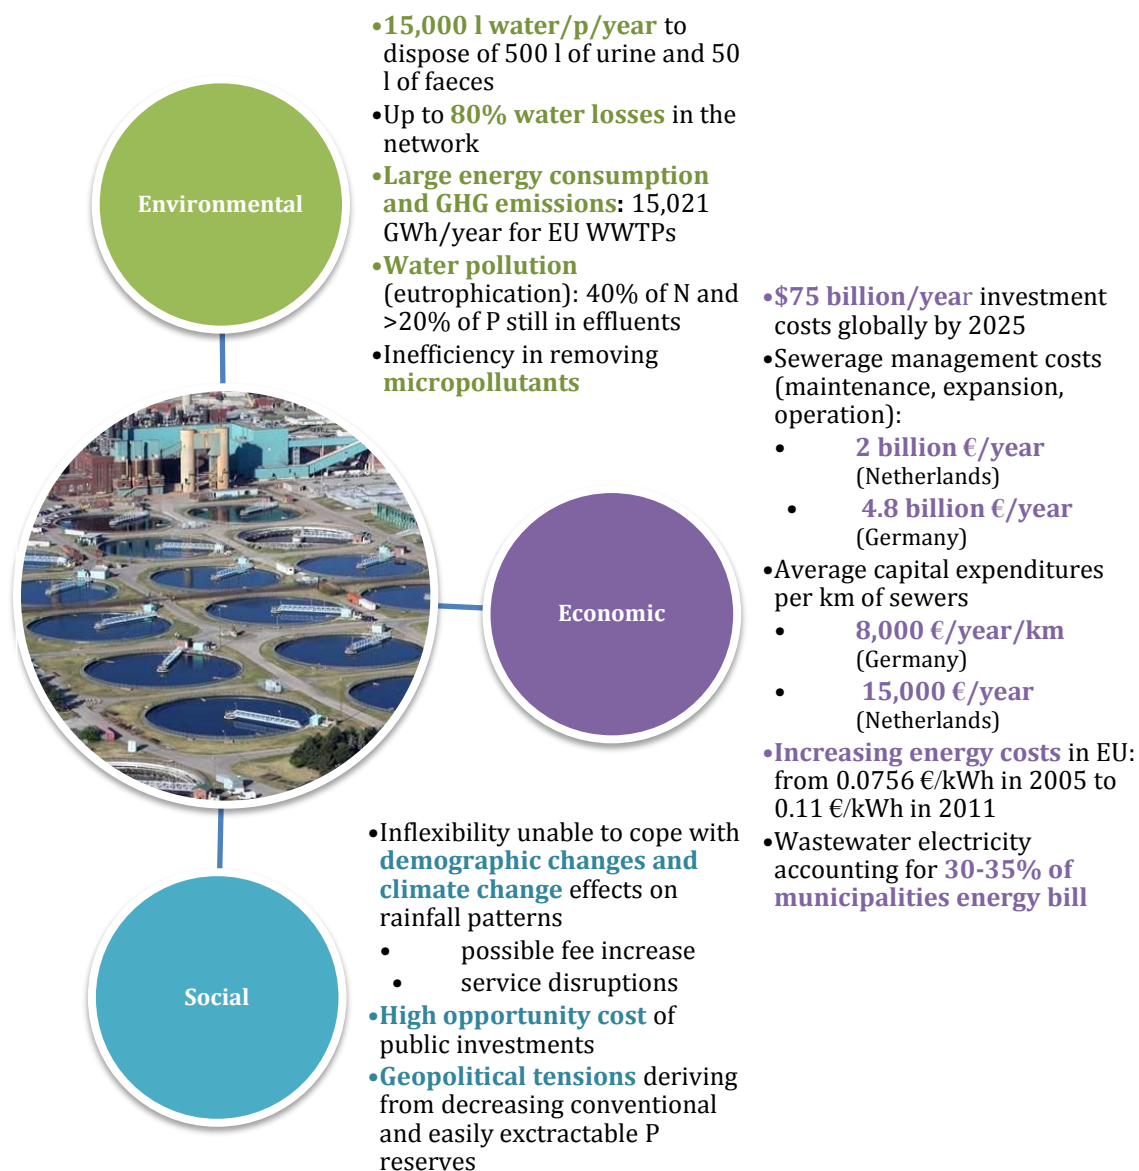 •15,000 l water/p/year to
dispose of 500 l of urine and 50
l of faeces
•Up to 80% water losses in the
network
•Large energy consumption
and GHG emissions: 15,021
GWh/year for EU WWTPs
•Water pollution
(eutrophication): 40% of N and
>20% of P still in effluents
•Inefficiency in removing
micropollutants
Environmental
•$75 billion/year investment
costs globally by 2025
•Sewerage management costs
(maintenance, expansion,
operation):
• 2 billion €/year
(Netherlands)
• 4.8 billion €/year
(Germany)
•Average capital expenditures
per km of sewers
• 8,000 €/year/km
(Germany)
• 15,000 €/year
(Netherlands)
•Increasing energy costs in EU:
from 0.0756 €/kWh in 2005 to
0.11 €/kWh in 2011
•Wastewater electricity
accounting for 30-35% of
municipalities energy bill
Economic
•Inflexibility unable to cope with
demographic changes and
climate change effects on
rainfall patterns
• possible fee increase
• service disruptions
•High opportunity cost of
public investments
•Geopolitical tensions deriving
from decreasing conventional
and easily exctractable P
reserves
Social